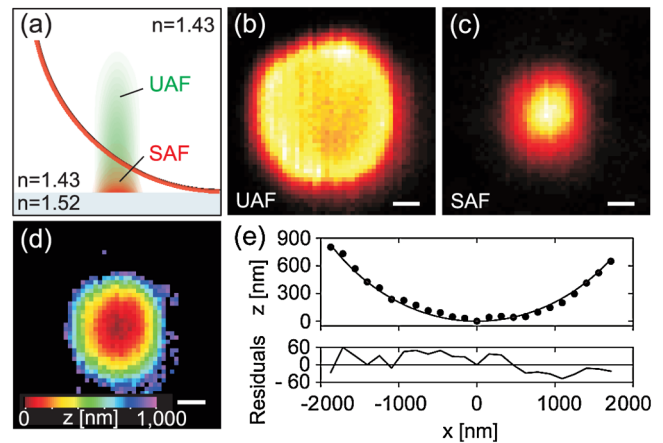 (a)
n=1.43
UAF
SAF
n=1.43
n=1.52
(b)
UAF
(c)
SAF
(d)
0 z [nm] 1,000
(e)
900
600
300
0
z [nm]
60
0
-60
Residuals
-2000 -1000 0 1000 2000
x [nm]